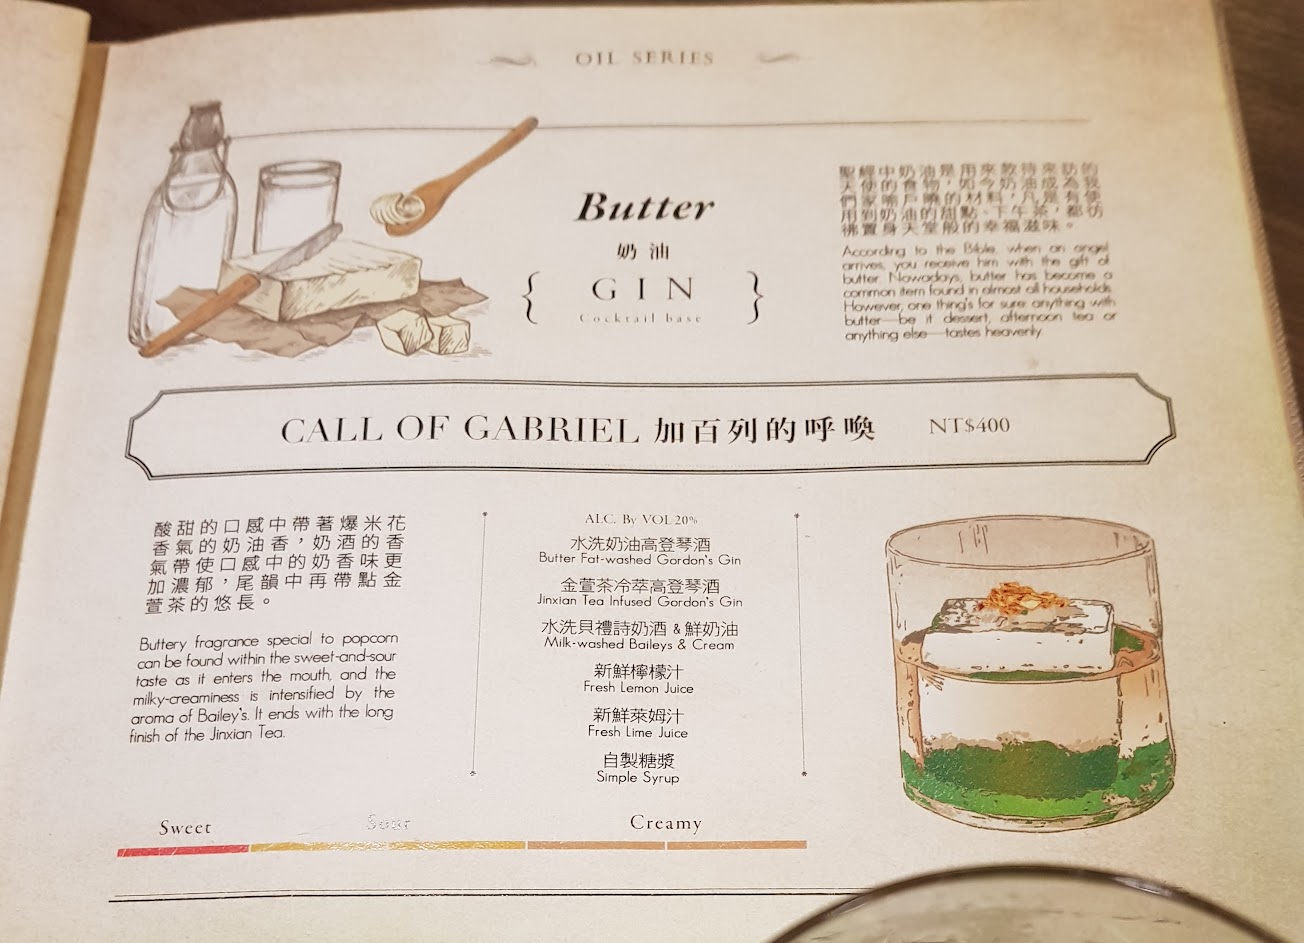 OIL SERIES
Butter
奶油
{ GIN }
Cocktail base
聖經中奶油是用來款待來訪的
天使的食物，如今奶油成為我
們家喻戶曉的材料，凡是有使
用到奶油的甜點、下午茶，都彷
彿置身天堂般的幸福滋味。
According to the Bible, when an angel
arrives, you receive him with the gift of
butter. Nowadays, butter has become a
common item found in almost all households.
However, one thing's for sure: anything with
butter—be it dessert, afternoon tea or
anything else—tastes heavenly.
CALL OF GABRIEL 加百列的呼喚 NT$400
酸甜的口感中帶著爆米花
香氣的奶油香，奶酒的香
氣帶使口感中的奶香味更
加濃郁，尾韻中再帶點金
萱茶的悠長。
Buttery fragrance special to popcorn
can be found within the sweet-and-sour
taste as it enters the mouth, and the
milky-creaminess is intensified by the
aroma of Bailey's. It ends with the long
finish of the Jinxian Tea.
ALC. By VOL 20%
水洗奶油高登琴酒
Butter Fat-washed Gordon's Gin
金萱茶冷萃高登琴酒
Jinxian Tea Infused Gordon's Gin
水洗貝禮詩奶酒 & 鮮奶油
Milk-washed Baileys & Cream
新鮮檸檬汁
Fresh Lemon Juice
新鮮萊姆汁
Fresh Lime Juice
自製糖漿
Simple Syrup
Sweet
Sour
Creamy